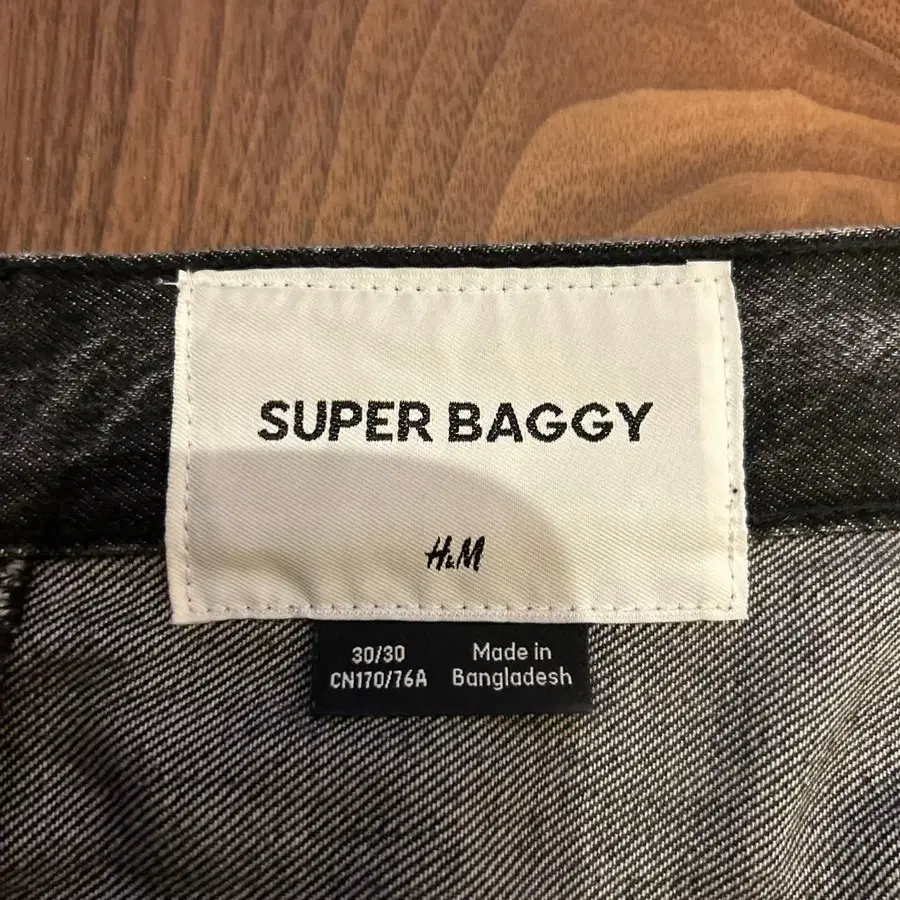 SUPER BAGGY
H&M
30/30
CN170/76A
Made in
Bangladesh